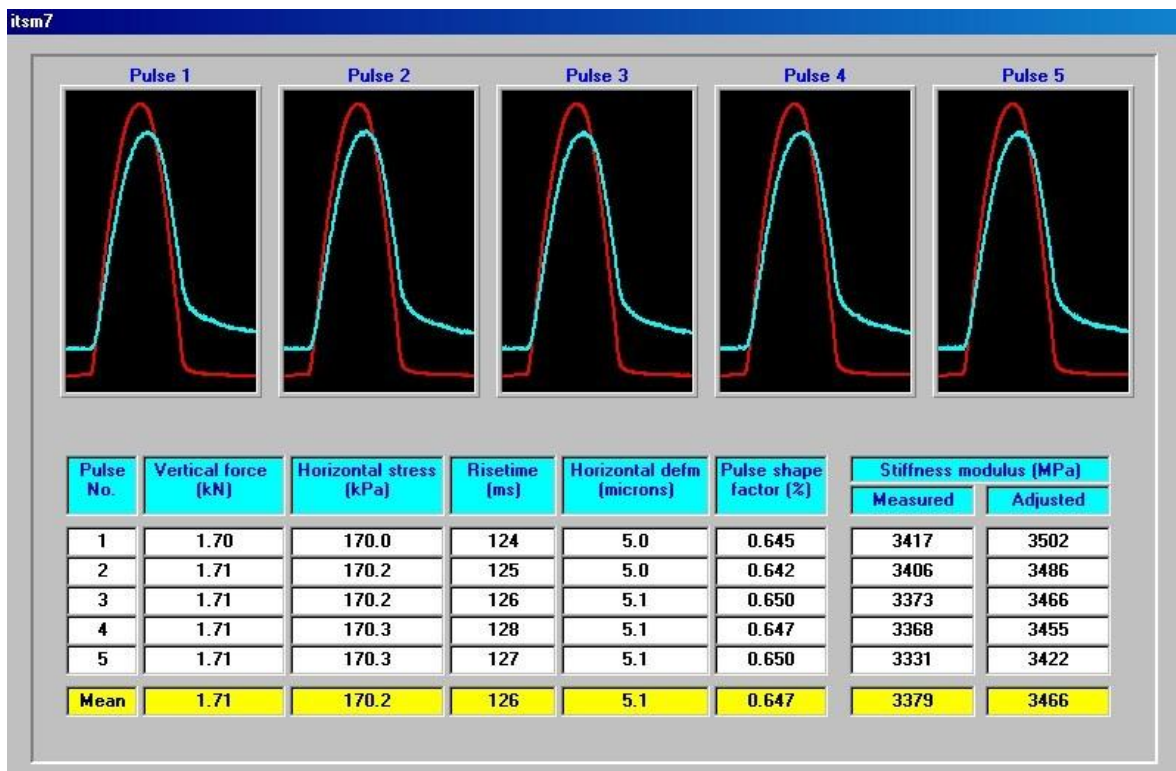 itsm7
Pulse 1 Pulse 2 Pulse 3 Pulse 4 Pulse 5
Pulse No. Vertical force (kN) Horizontal stress (kPa) Risetime (ms) Horizontal defm (microns) Pulse shape factor (%) Stiffness modulus (MPa)
Measured Adjusted
1 1.70 170.0 124 5.0 0.645 3417 3502
2 1.71 170.2 125 5.0 0.642 3406 3486
3 1.71 170.2 126 5.1 0.650 3373 3466
4 1.71 170.3 128 5.1 0.647 3368 3455
5 1.71 170.3 127 5.1 0.650 3331 3422
Mean 1.71 170.2 126 5.1 0.647 3379 3466